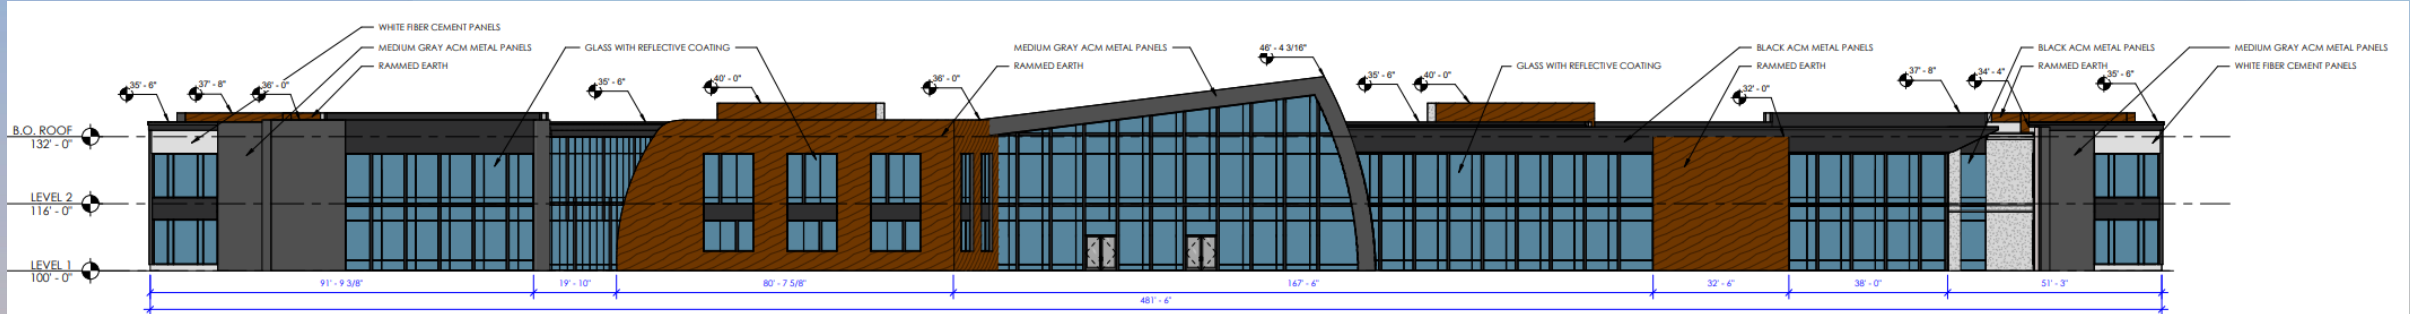 WHITE FIBER CEMENT PANELS
MEDIUM GRAY ACM METAL PANELS
RAMMED EARTH
GLASS WITH REFLECTIVE COATING
MEDIUM GRAY ACM METAL PANELS
RAMMED EARTH
46' - 4 3/16"
GLASS WITH REFLECTIVE COATING
BLACK ACM METAL PANELS
RAMMED EARTH
BLACK ACM METAL PANELS
RAMMED EARTH
MEDIUM GRAY ACM METAL PANELS
WHITE FIBER CEMENT PANELS
35' - 6"
37' - 8"
36' - 0"
35' - 6"
40' - 0"
36' - 0"
35' - 6"
40' - 0"
32' - 0"
37' - 8"
34' - 4"
35' - 6"
B.O. ROOF
132' - 0"
LEVEL 2
116' - 0"
LEVEL 1
100' - 0"
91' - 9 3/8"
19' - 10"
80' - 7 5/8"
167' - 6"
32' - 6"
38' - 0"
51' - 3"
481' - 6"